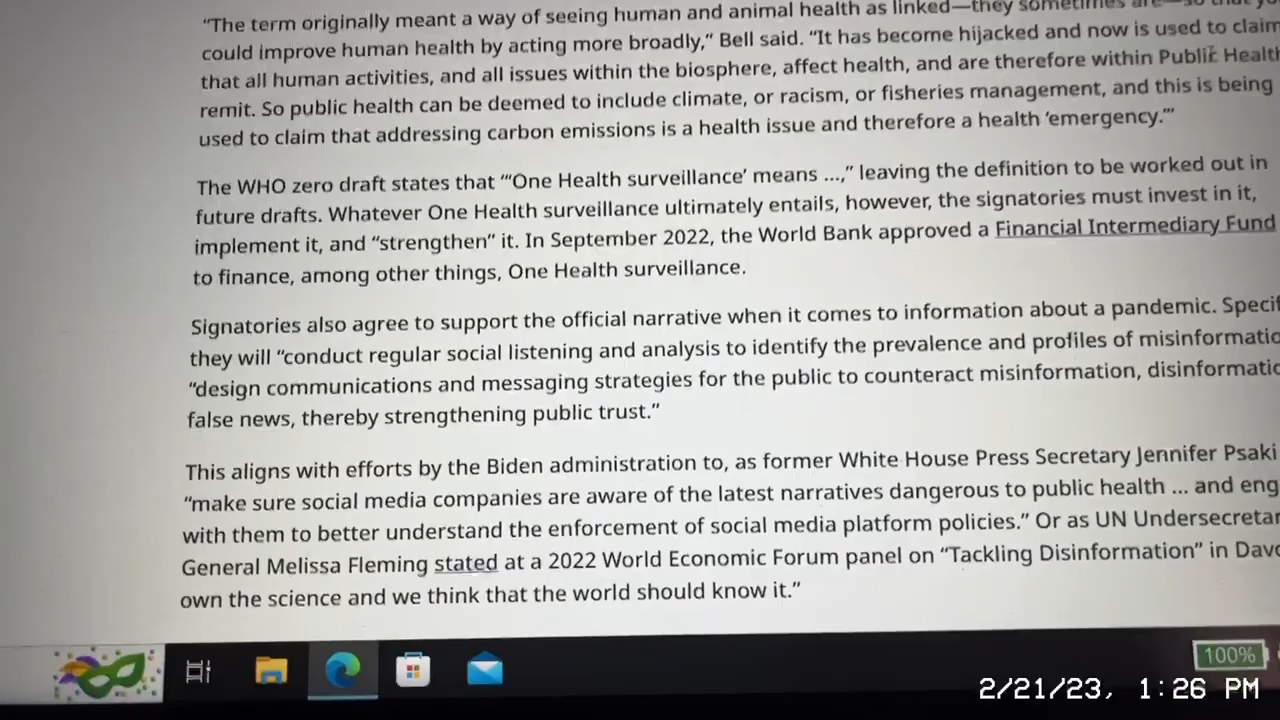 “The term originally meant a way of seeing human and animal health as linked—they sometimes are—so that you
could improve human health by acting more broadly,” Bell said. “It has become hijacked and now is used to claim
that all human activities, and all issues within the biosphere, affect health, and are therefore within Public Health
remit. So public health can be deemed to include climate, or racism, or fisheries management, and this is being
used to claim that addressing carbon emissions is a health issue and therefore a health ‘emergency.’”
The WHO zero draft states that “‘One Health surveillance’ means ...,” leaving the definition to be worked out in
future drafts. Whatever One Health surveillance ultimately entails, however, the signatories must invest in it,
implement it, and “strengthen” it. In September 2022, the World Bank approved a Financial Intermediary Fund
to finance, among other things, One Health surveillance.
Signatories also agree to support the official narrative when it comes to information about a pandemic. Specif
they will “conduct regular social listening and analysis to identify the prevalence and profiles of misinformatio
“design communications and messaging strategies for the public to counteract misinformation, disinformatio
false news, thereby strengthening public trust.”
This aligns with efforts by the Biden administration to, as former White House Press Secretary Jennifer Psaki
“make sure social media companies are aware of the latest narratives dangerous to public health ... and eng
with them to better understand the enforcement of social media platform policies.” Or as UN Undersecretar
General Melissa Fleming stated at a 2022 World Economic Forum panel on “Tackling Disinformation” in Davo
own the science and we think that the world should know it.”
100%
2/21/23, 1:26 PM